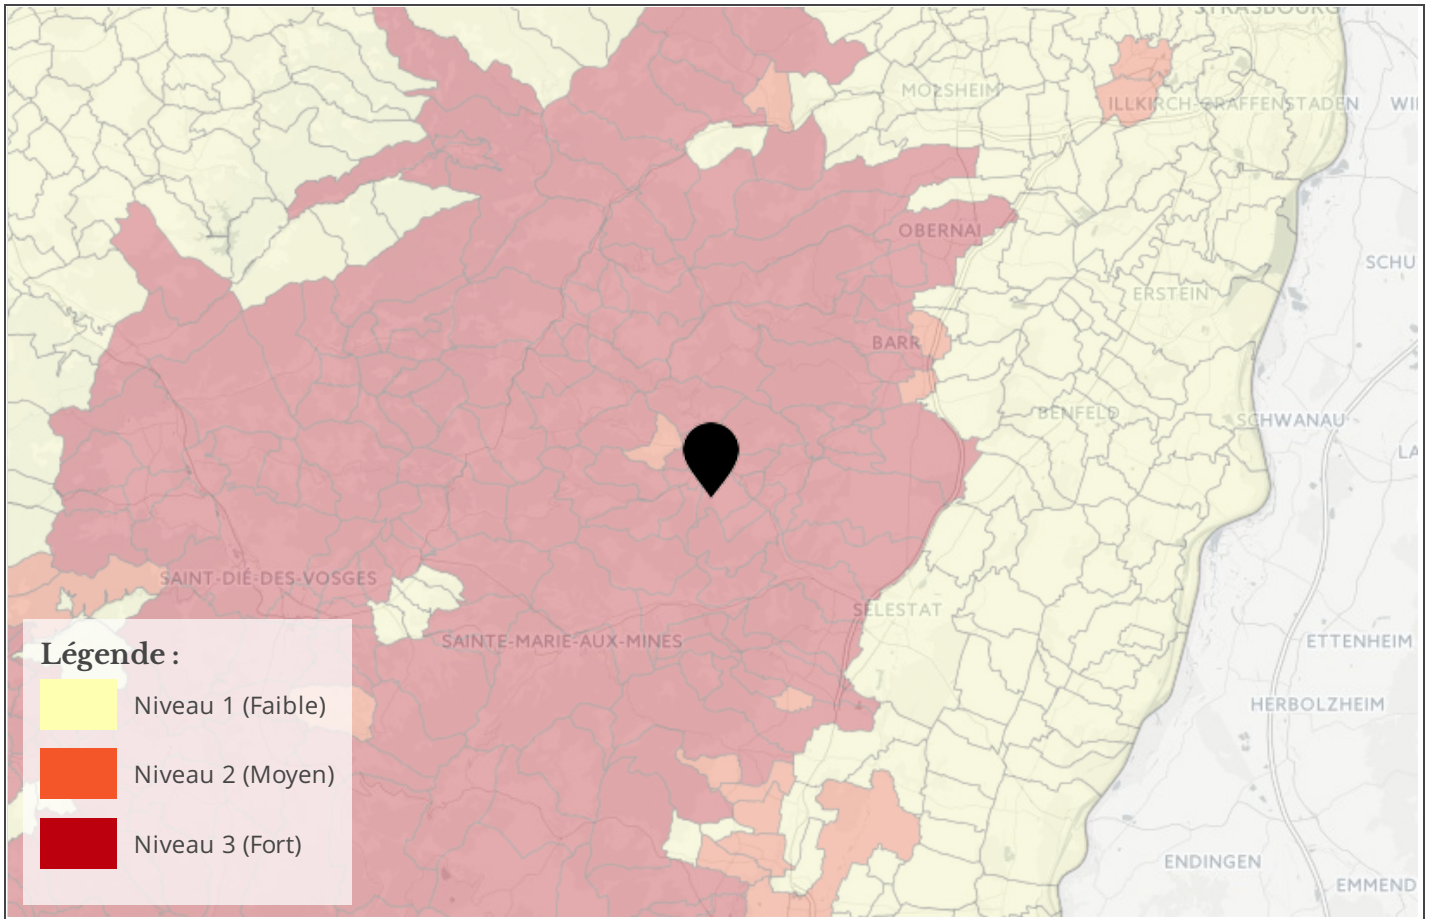 STRASBOURG
MOLSHEIM
ILLKIRCH-GRAFFENSTADEN
WI
OBERNAI
SCHU
ERSTEIN
BARR
BENFELD
SCHWANAU
LA
SAINT-DIÉ-DES-VOSGES
SÉLESTAT
SAINTE-MARIE-AUX-MINES
ETTENHEIM
HERBOLZHEIM
Légende :
Niveau 1 (Faible)
Niveau 2 (Moyen)
Niveau 3 (Fort)
ENDINGEN
EMMEND